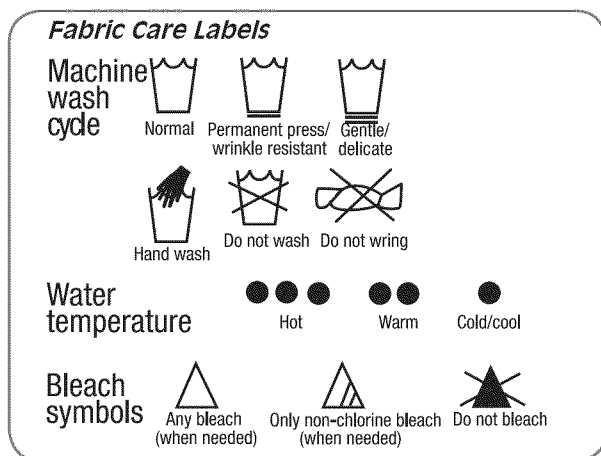 Fabric Care Labels
Machine
wash
cycle
Normal
Permanent press/
wrinkle resistant
Gentle/
delicate
Hand wash
Do not wash
Do not wring
Water
temperature
Hot
Warm
Cold/cool
Bleach
symbols
Any bleach
(when needed)
Only non-chlorine bleach
(when needed)
Do not bleach